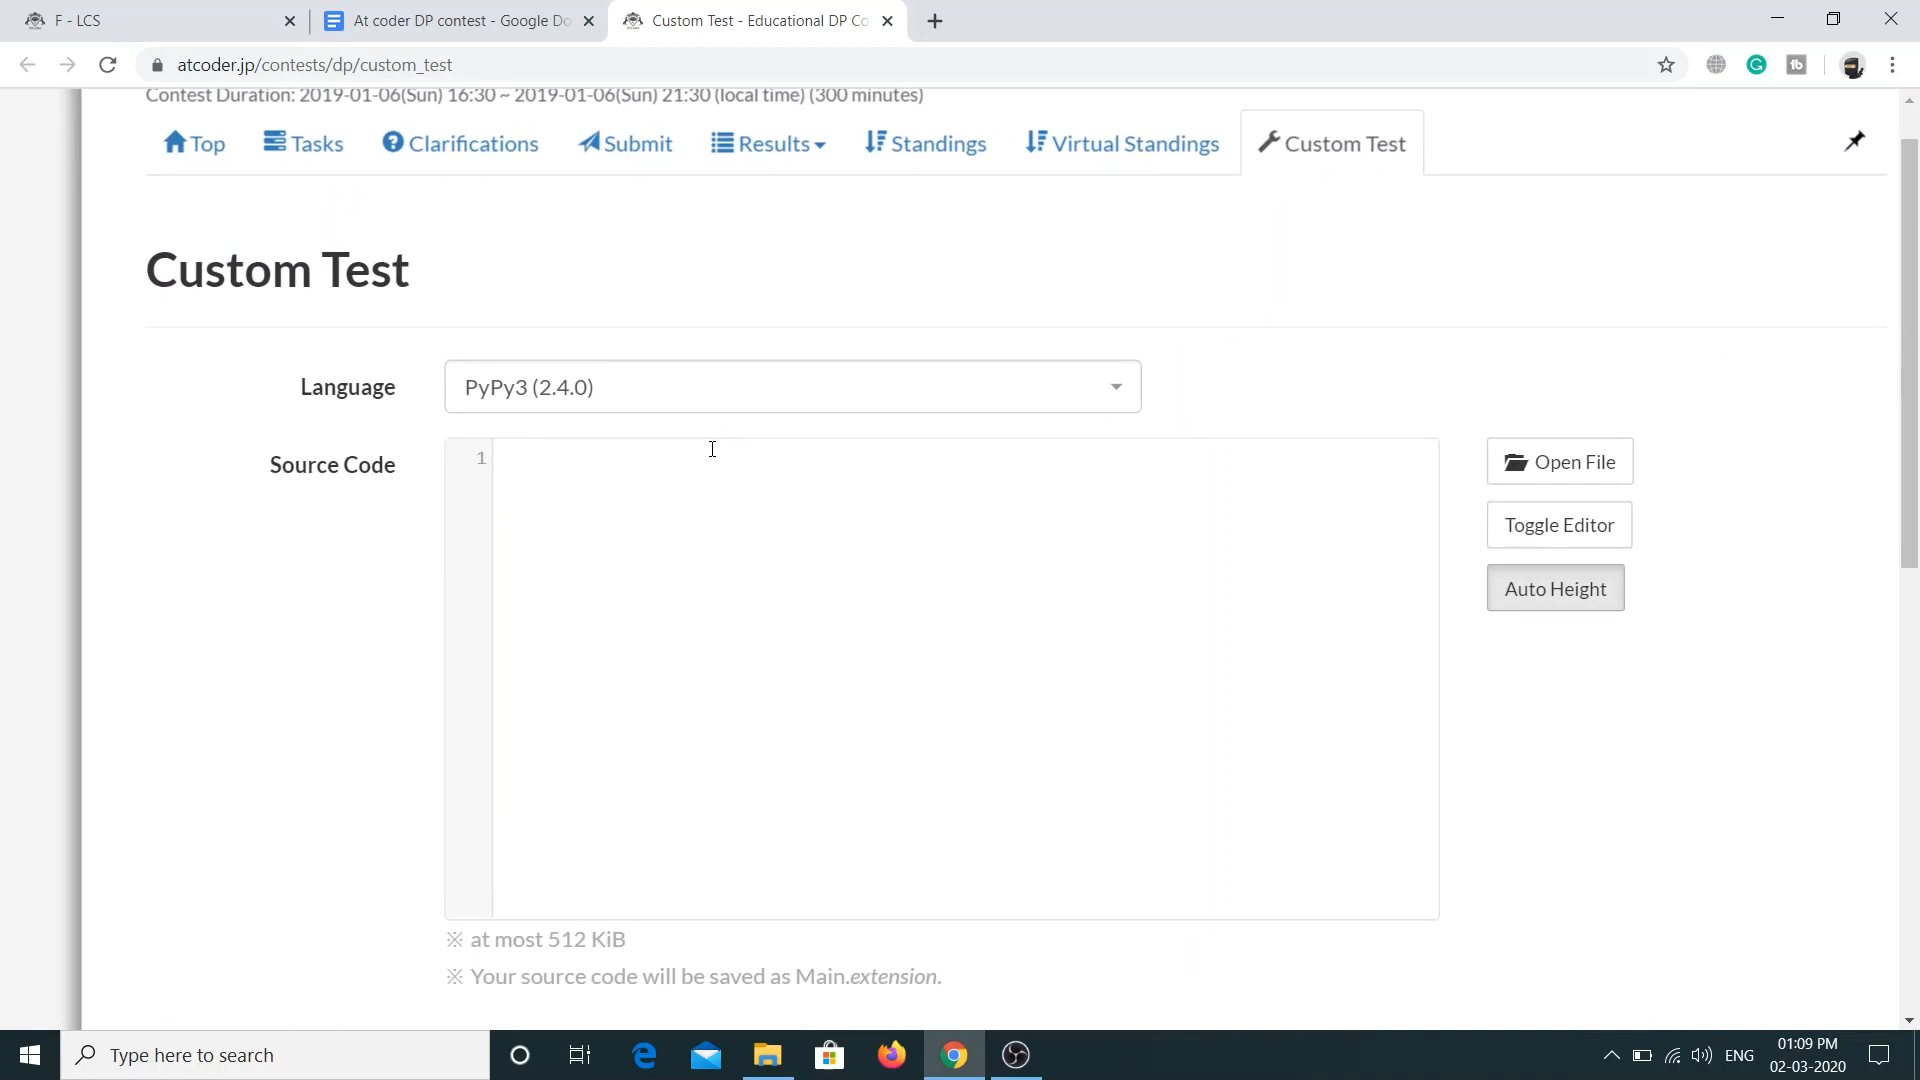 F - LCS
At coder DP contest - Google Do
Custom Test - Educational DP Co
atcoder.jp/contests/dp/custom_test
Contest Duration: 2019-01-06(Sun) 16:30 ~ 2019-01-06(Sun) 21:30 (local time) (300 minutes)
Top
Tasks
Clarifications
Submit
Results
Standings
Virtual Standings
Custom Test
Custom Test
Language
PyPy3 (2.4.0)
Source Code
1
Open File
Toggle Editor
Auto Height
※ at most 512 KiB
※ Your source code will be saved as Main.extension.
Type here to search
ENG
01:09 PM
02-03-2020